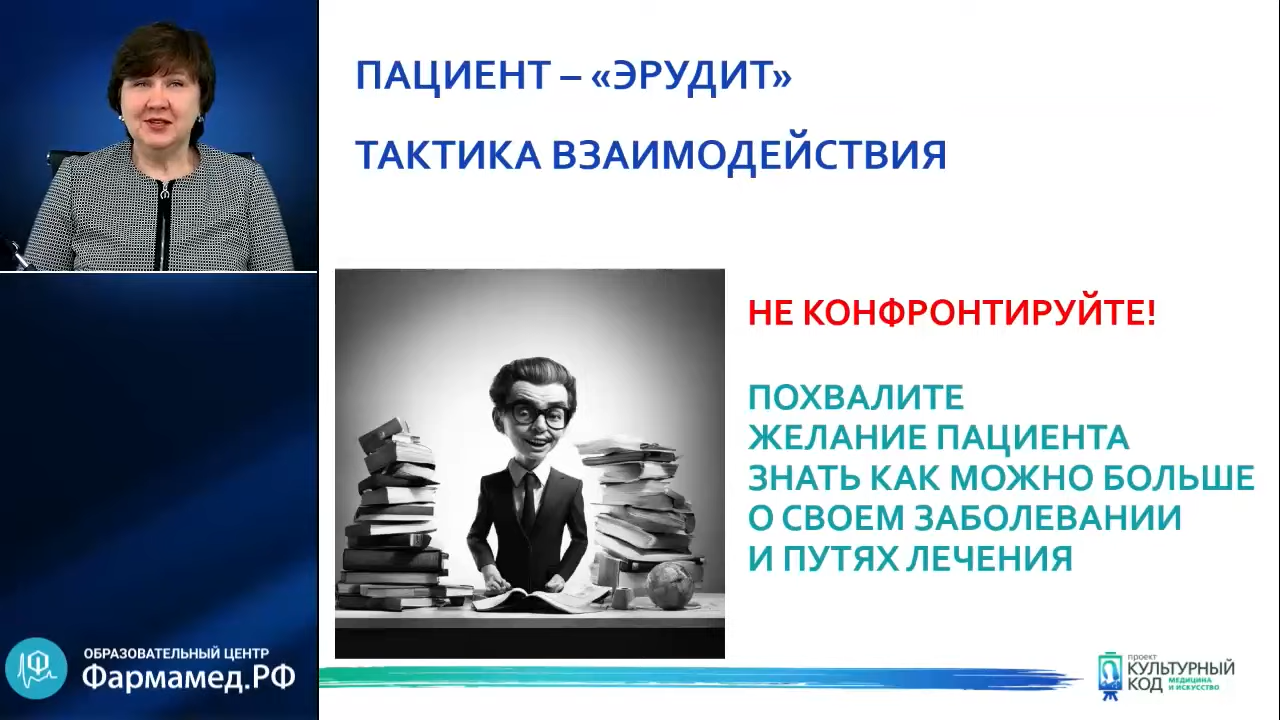 ПАЦИЕНТ – «ЭРУДИТ»
ТАКТИКА ВЗАИМОДЕЙСТВИЯ
НЕ КОНФРОНТИРУЙТЕ!
ПОХВАЛИТЕ
ЖЕЛАНИЕ ПАЦИЕНТА
ЗНАТЬ КАК МОЖНО БОЛЬШЕ
О СВОЕМ ЗАБОЛЕВАНИИ
И ПУТЯХ ЛЕЧЕНИЯ
ОБРАЗОВАТЕЛЬНЫЙ ЦЕНТР
Фармамед.РФ
проект
КУЛЬТУРНЫЙ
КОД МЕДИЦИНА
И ИСКУССТВО